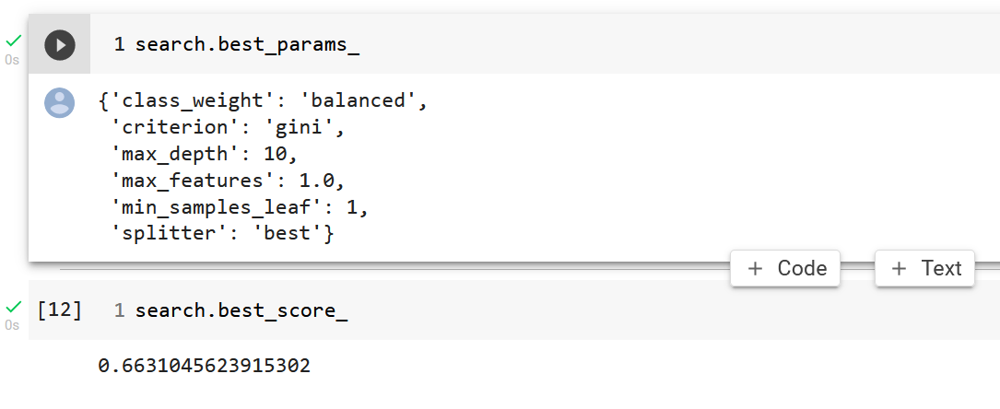 1 search.best_params_
0s
{'class_weight': 'balanced',
'criterion': 'gini',
'max_depth': 10,
'max_features': 1.0,
'min_samples_leaf': 1,
'splitter': 'best'}
+ Code + Text
[12] 1 search.best_score_
0s
0.6631045623915302